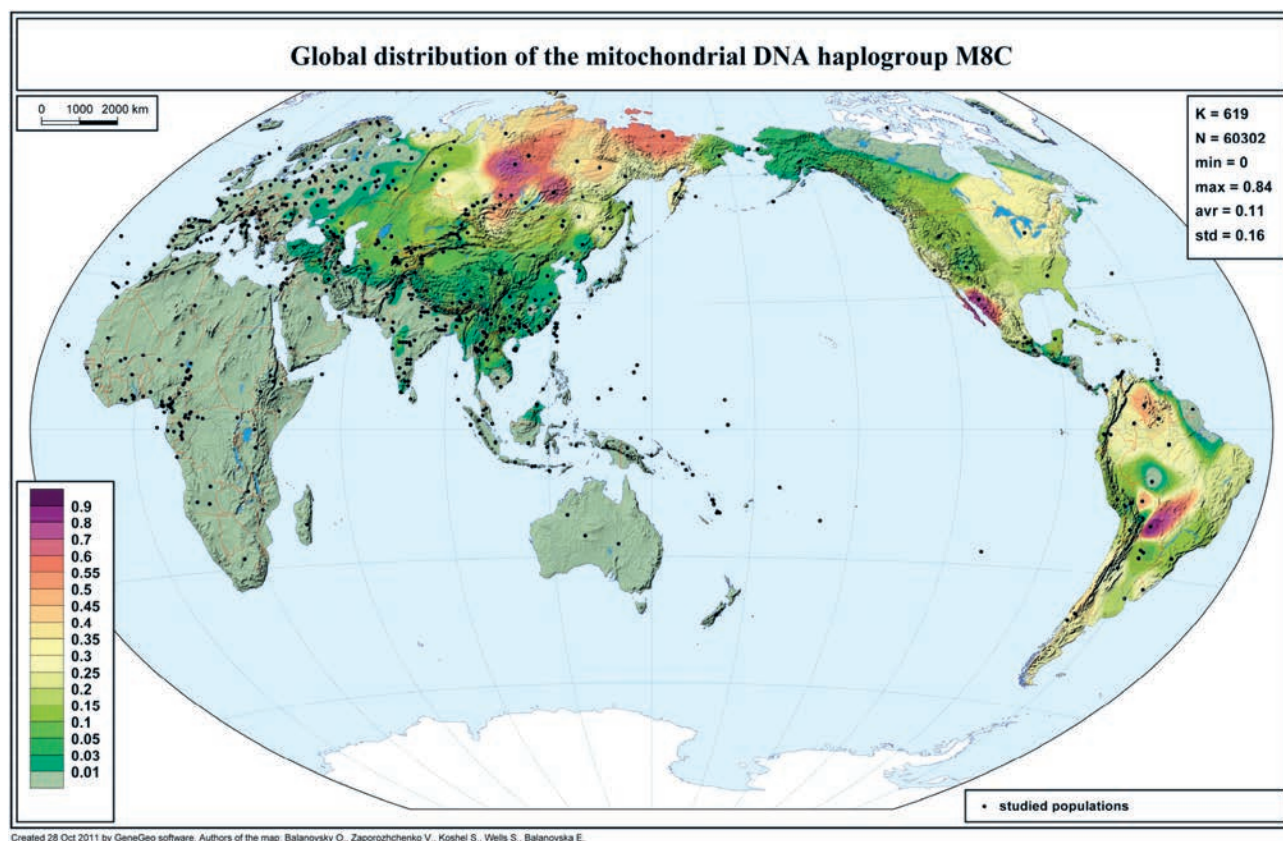 Global distribution of the mitochondrial DNA haplogroup M8C
0 1000 2000 km
K = 619
N = 60302
min = 0
max = 0.84
avr = 0.11
std = 0.16
0.9
0.8
0.7
0.6
0.55
0.5
0.45
0.4
0.35
0.3
0.25
0.2
0.15
0.1
0.05
0.03
0.01
studied populations
Created 28 Oct 2011 by GeneGeo software. Authors of the map: Balanovsky O., Zaporozhchenko V., Koshel S., Wells S., Balanovska E.